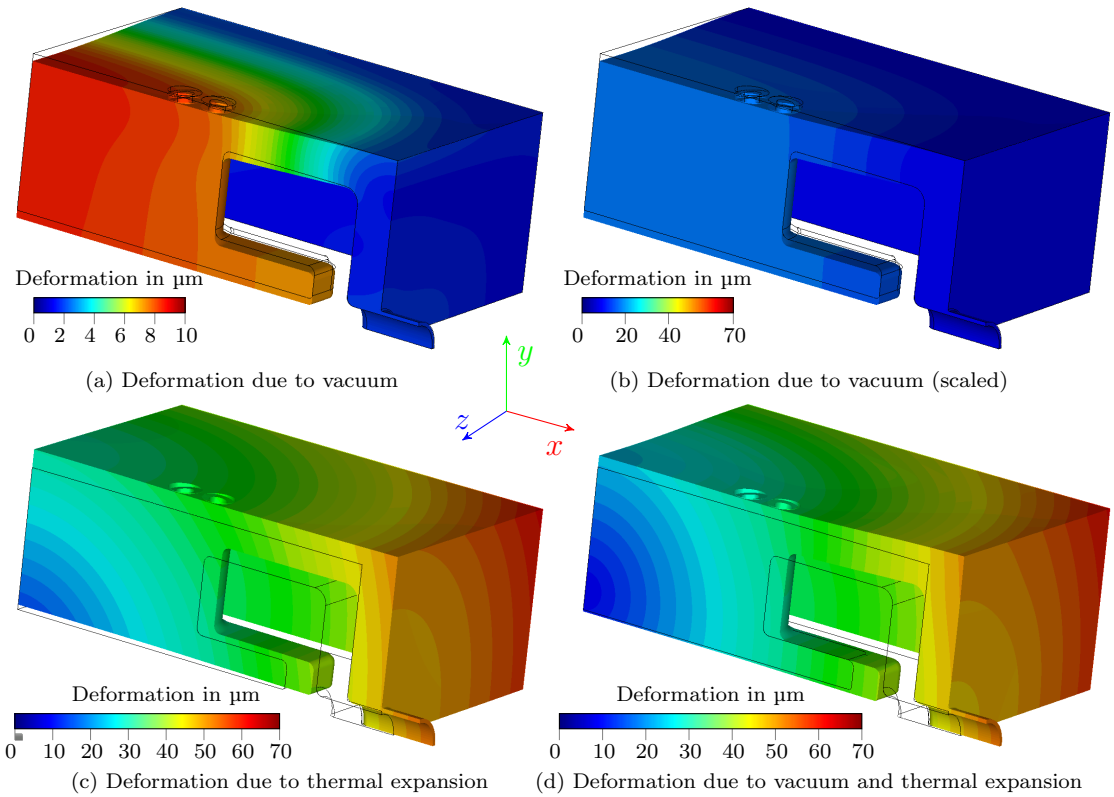 Deformation in µm
0 2 4 6 8 10
(a) Deformation due to vacuum
Deformation in µm
0 20 40 70
(b) Deformation due to vacuum (scaled)
y
z
x
Deformation in µm
0 10 20 30 40 50 60 70
(c) Deformation due to thermal expansion
Deformation in µm
0 10 20 30 40 50 60 70
(d) Deformation due to vacuum and thermal expansion